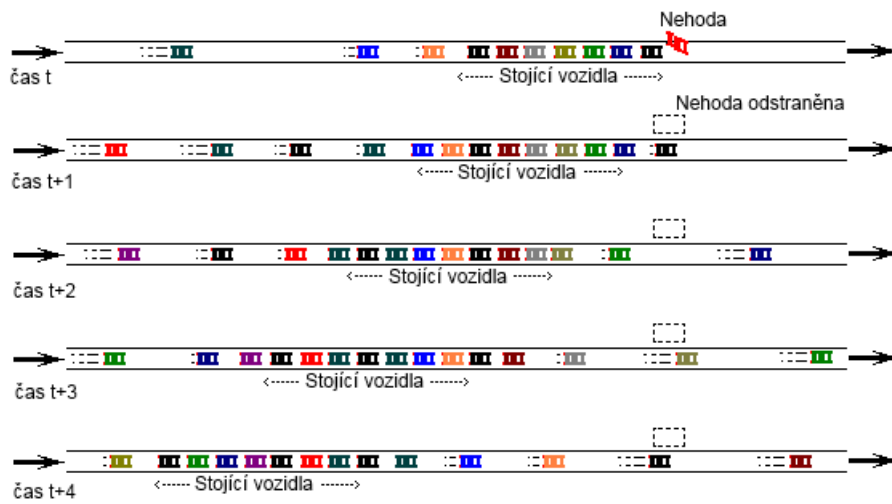 Nehoda
čas t
<----- Stojící vozidla ----->
Nehoda odstraněna
čas t+1
<----- Stojící vozidla ----->
čas t+2
<----- Stojící vozidla ----->
čas t+3
<----- Stojící vozidla ----->
čas t+4
<----- Stojící vozidla ----->